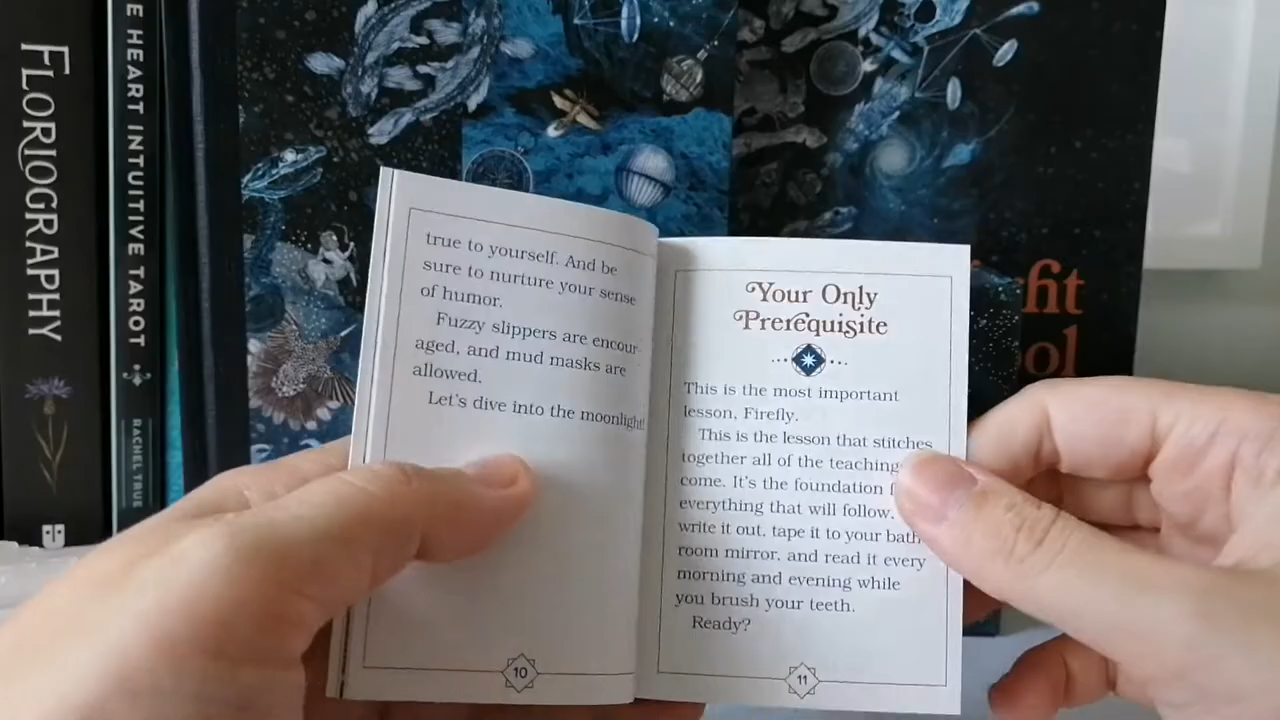 FLORIOGRAPHY
E HEART INTUITIVE TAROT
RACHEL TRUE
fit
ol
true to yourself. And be
sure to nurture your sense
of humor.
Fuzzy slippers are encour-
aged, and mud masks are
allowed.
Let's dive into the moonlight!
10
Your Only
Prerequisite
This is the most important
lesson, Firefly.
This is the lesson that stitches
together all of the teaching
come. It's the foundation f
everything that will follow.
write it out, tape it to your bath-
room mirror, and read it every
morning and evening while
you brush your teeth.
Ready?
11